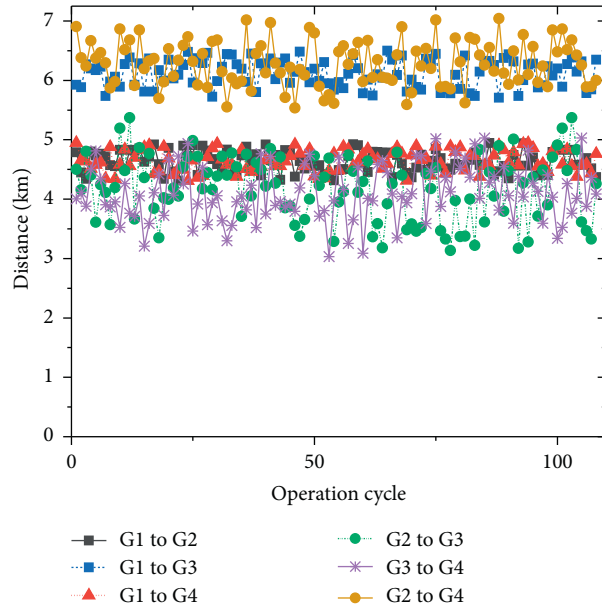 7
6
5
4
3
2
1
0
Distance (km)
0
50
100
Operation cycle
G1 to G2
G1 to G3
G1 to G4
G2 to G3
G3 to G4
G2 to G4